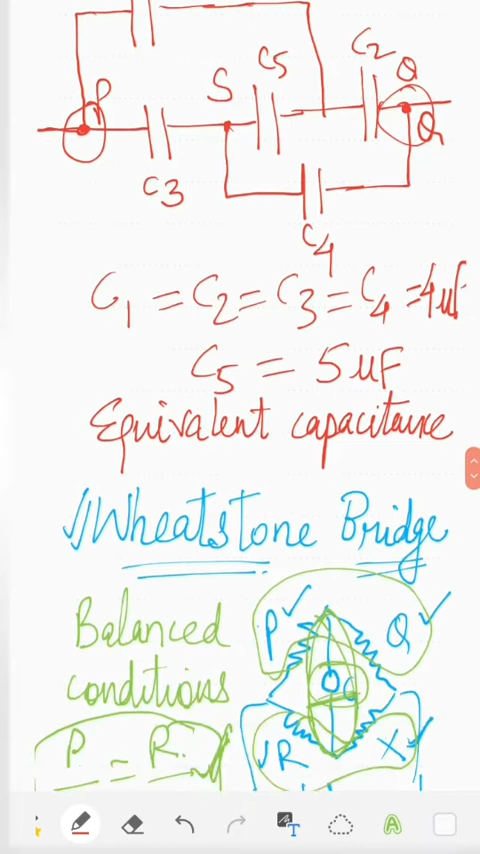 P
S
C5
C2
Q
Q
C3
C4
C1 = C2 = C3 = C4 = 4uF
C5 = 5uF
Equivalent capacitance
Wheatstone Bridge
Balanced
conditions
P Q
P = R
R X
T
A